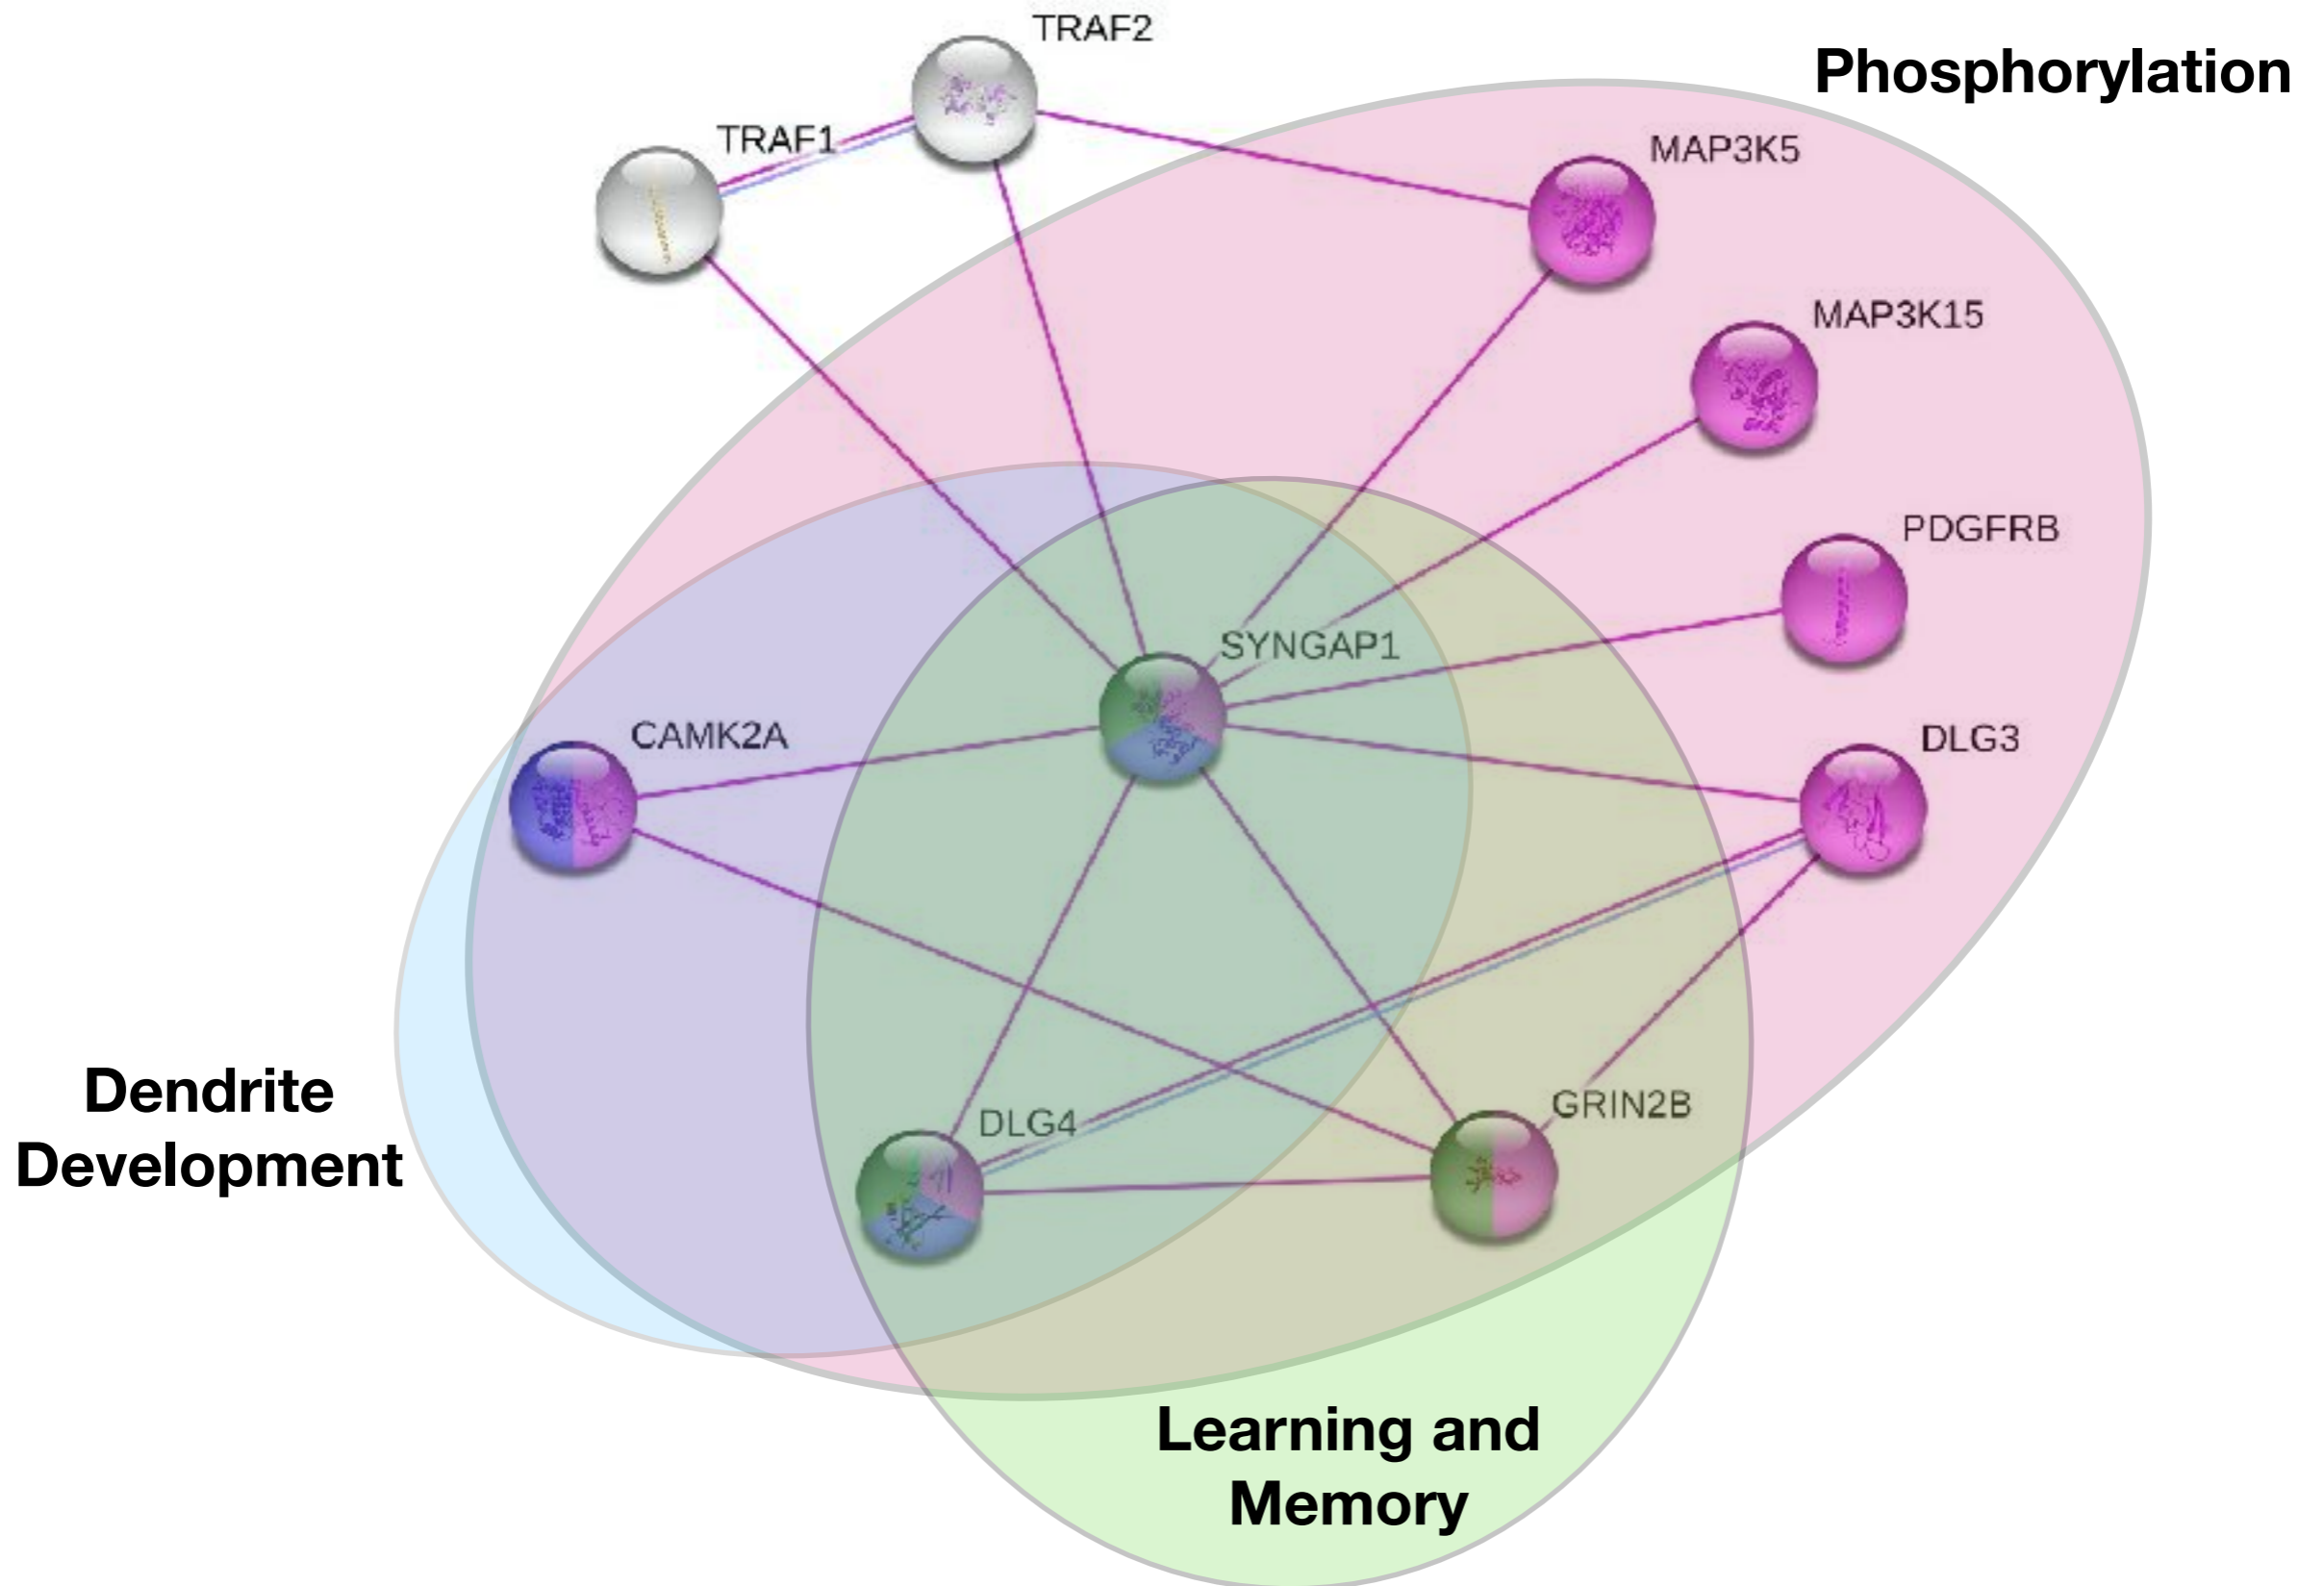 TRAF2
Phosphorylation
TRAF1
MAP3K5
MAP3K15
PDGFRB
SYNGAP1
CAMK2A
DLG3
Dendrite
Development
DLG4
GRIN2B
Learning and
Memory